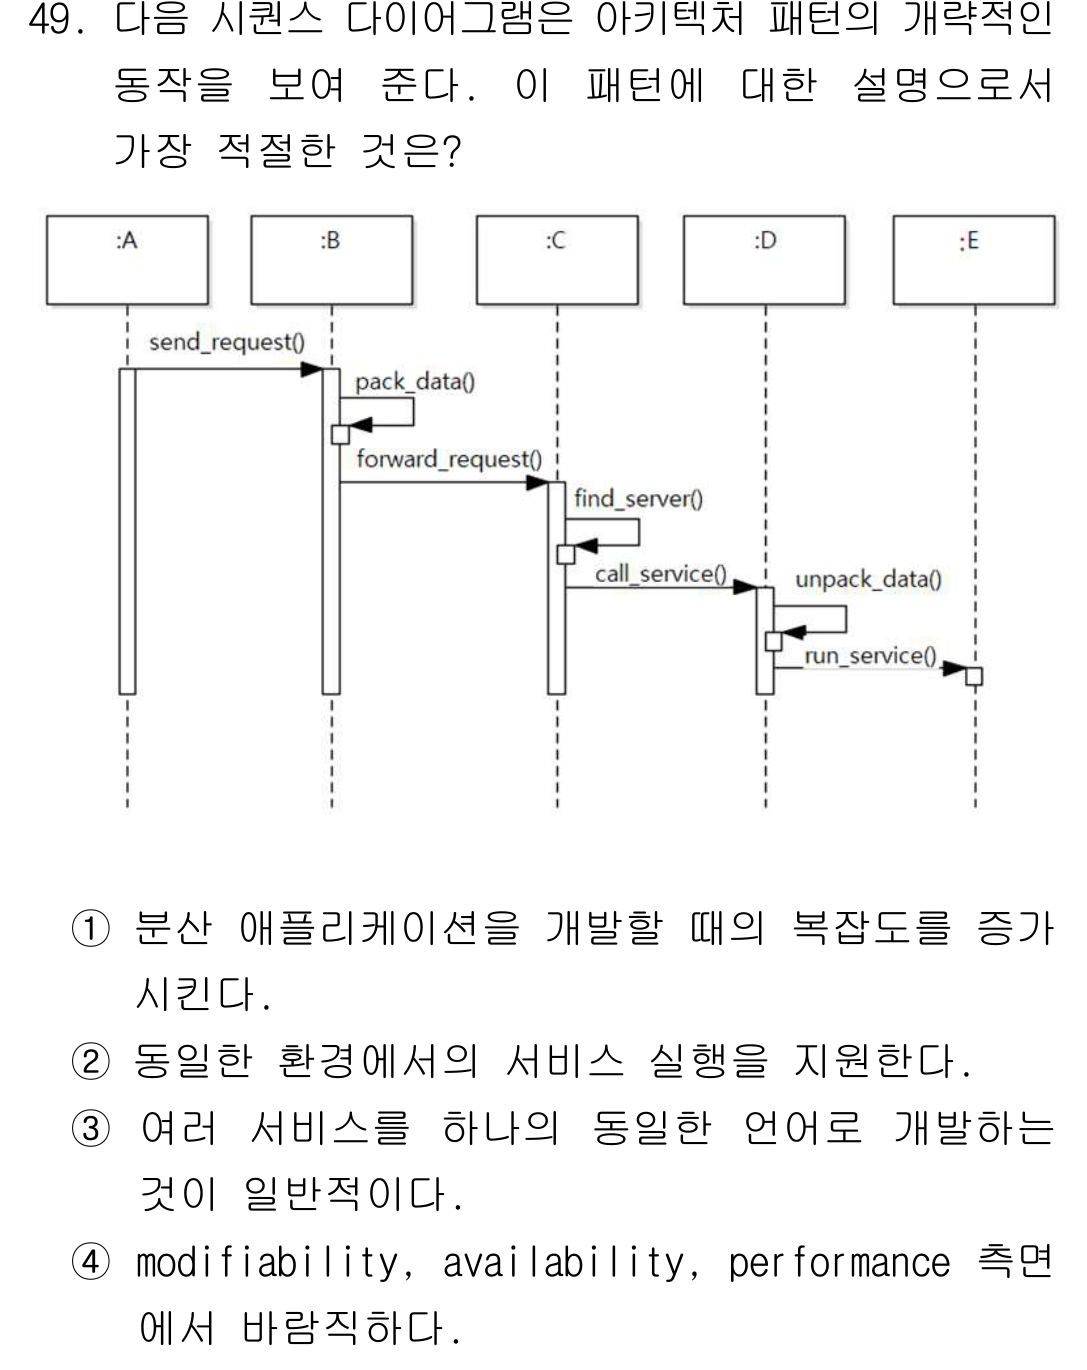 49. 다음 시퀀스 다이어그램은 아키텍처 패턴의 개략적인
동작을 보여 준다. 이 패턴에 대한 설명으로서
가장 적절한 것은?
:A
:B
:C
:D
:E
send_request()
pack_data()
forward_request()
find_server()
call_service()
unpack_data()
run_service()
① 분산 애플리케이션을 개발할 때의 복잡도를 증가
시킨다.
② 동일한 환경에서의 서비스 실행을 지원한다.
③ 여러 서비스를 하나의 동일한 언어로 개발하는
것이 일반적이다.
④ modifiability, availability, performance 측면
에서 바람직하다.